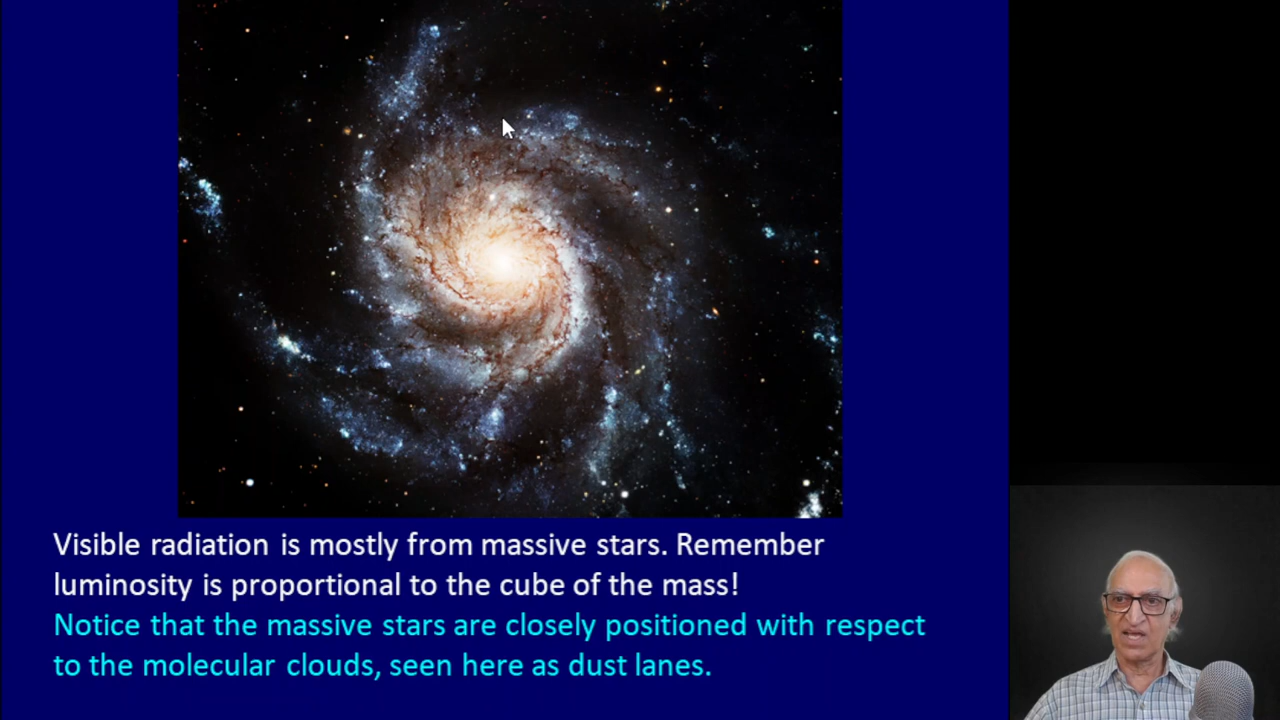 Visible radiation is mostly from massive stars. Remember
luminosity is proportional to the cube of the mass!
Notice that the massive stars are closely positioned with respect
to the molecular clouds, seen here as dust lanes.